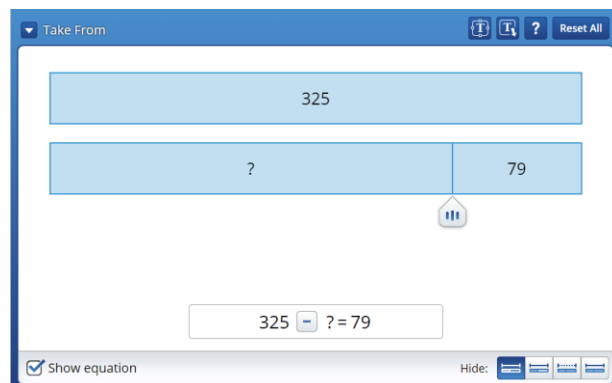 Take From
T T ? Reset All
325
? 79
325 - ? = 79
Show equation
Hide: